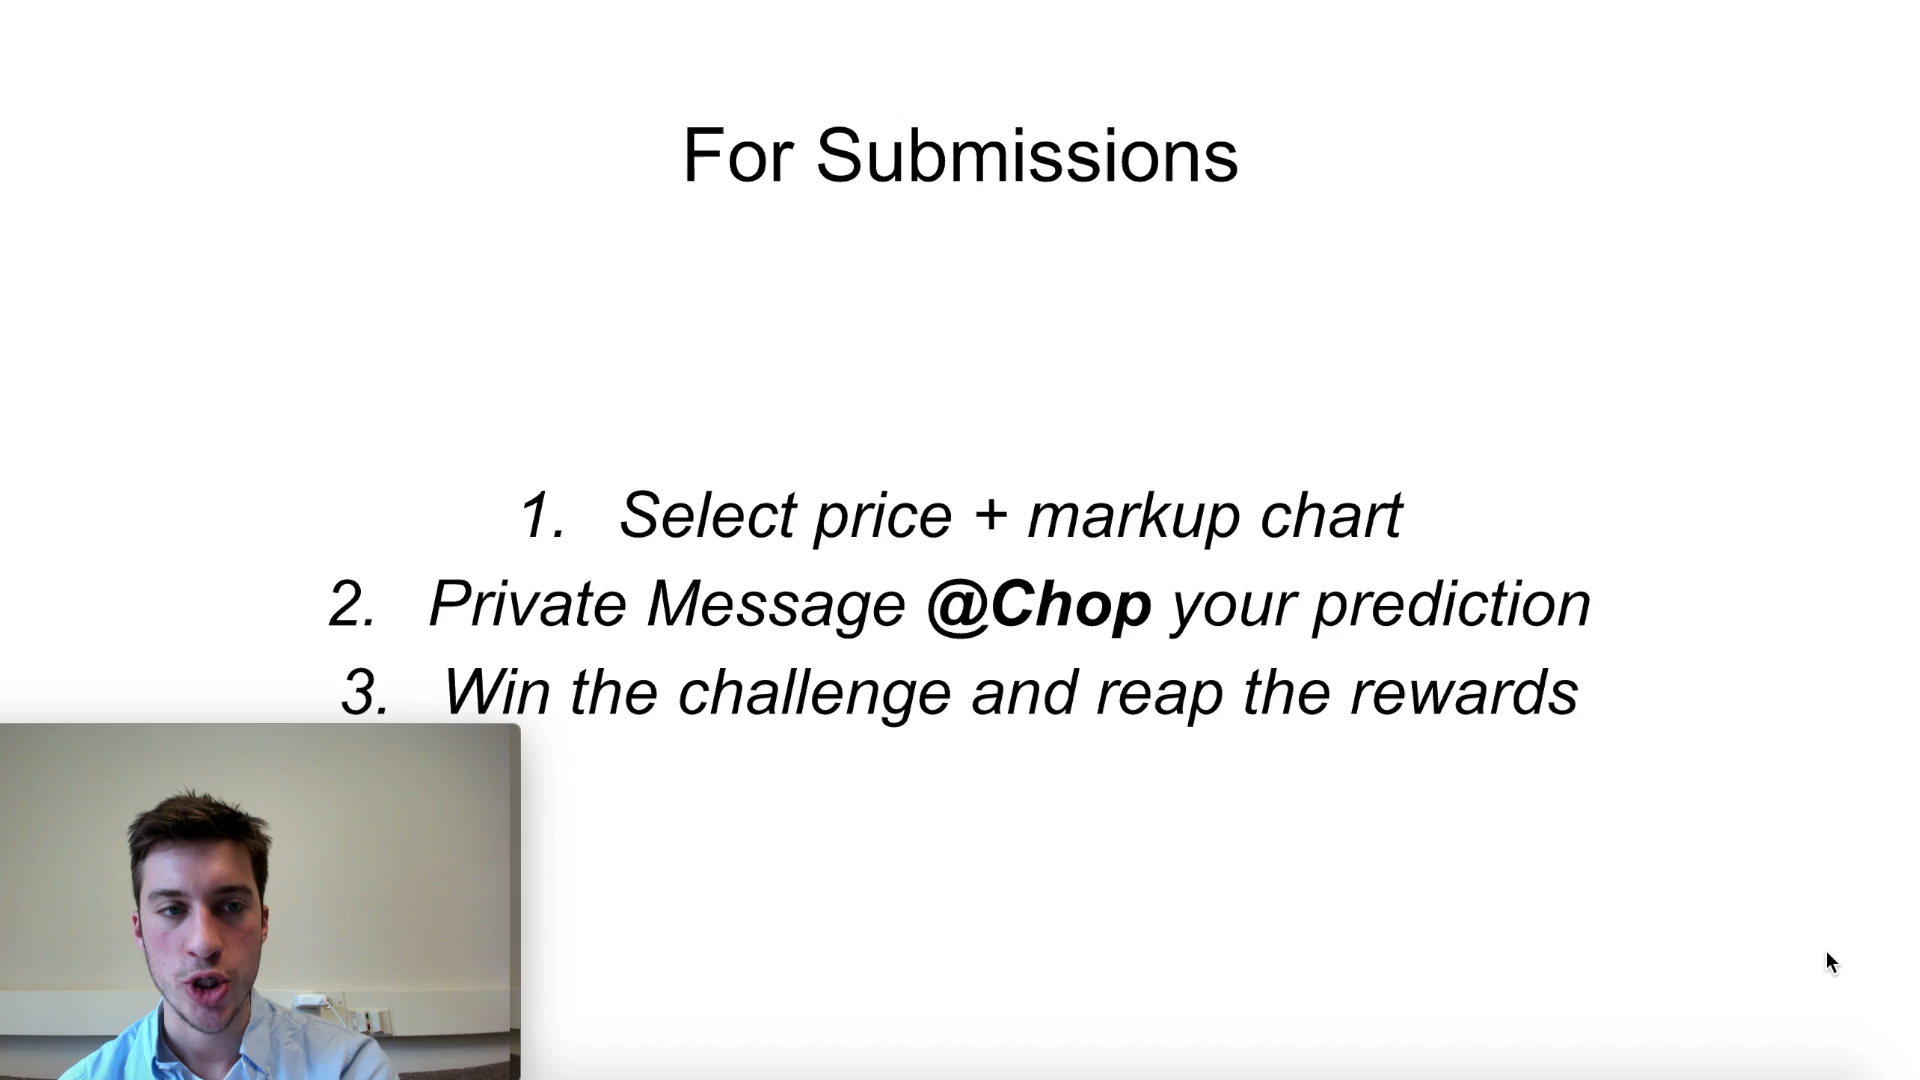 For Submissions
1. Select price + markup chart
2. Private Message @Chop your prediction
3. Win the challenge and reap the rewards